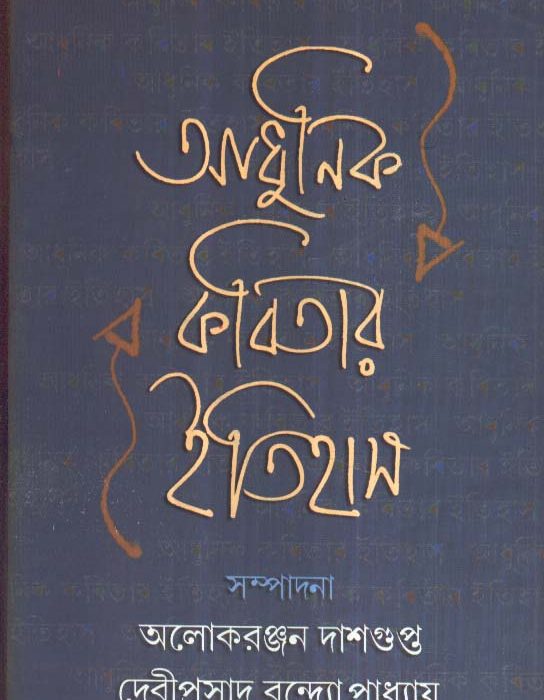 আধুনিক
কবিতার
ইতিহাস
সম্পাদনা
অলোকরঞ্জন দাশগুপ্ত
দেবীপ্রসাদ বন্দ্যোপাধ্যায়